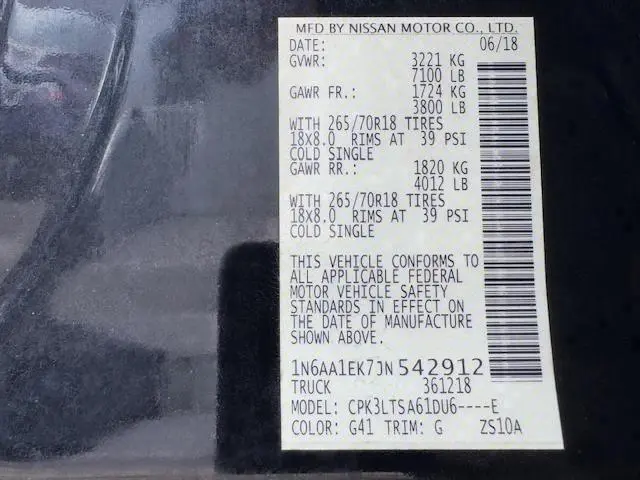 MFD BY NISSAN MOTOR CO., LTD.
DATE: 06/18
GVWR: 3221 KG
7100 LB
GAWR FR.: 1724 KG
3800 LB
WITH 265/70R18 TIRES
18X8.0 RIMS AT 39 PSI
COLD SINGLE
GAWR RR.: 1820 KG
4012 LB
WITH 265/70R18 TIRES
18X8.0 RIMS AT 39 PSI
COLD SINGLE
THIS VEHICLE CONFORMS TO
ALL APPLICABLE FEDERAL
MOTOR VEHICLE SAFETY
STANDARDS IN EFFECT ON
THE DATE OF MANUFACTURE
SHOWN ABOVE.
1N6AA1EK7JN542912
TRUCK 361218
MODEL: CPK3LTSA61DU6----E
COLOR: G41 TRIM: G ZS10A